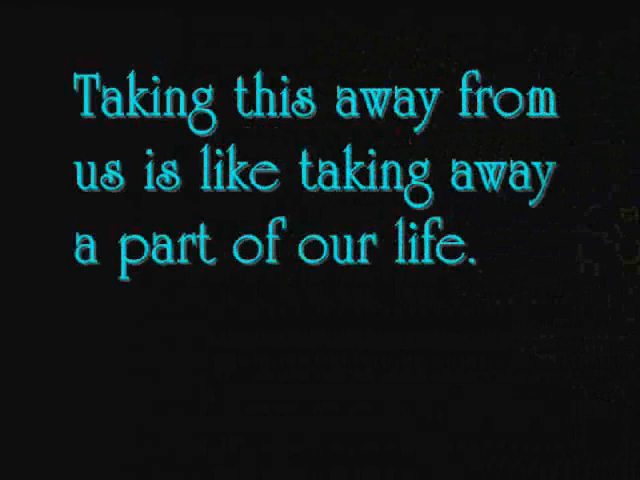 Taking this away from
us is like taking away
a part of our life.